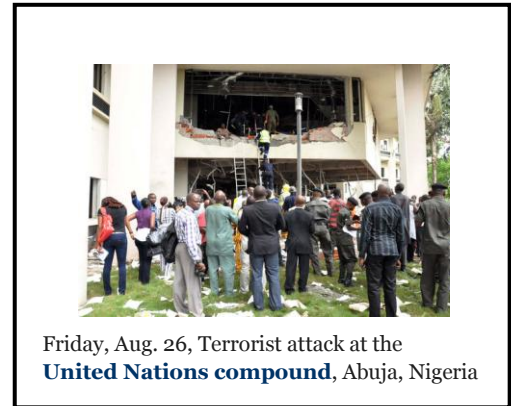 Friday, Aug. 26, Terrorist attack at the
United Nations compound, Abuja, Nigeria